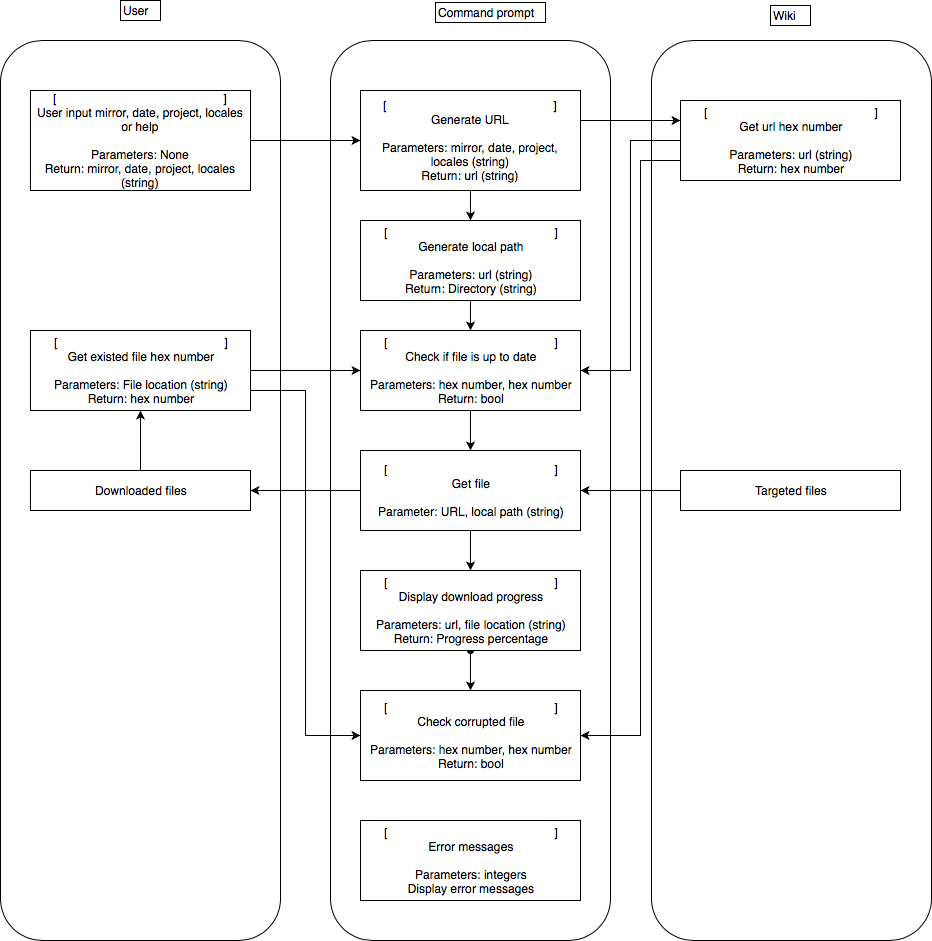 User
Command prompt
Wiki
[ ]
User input mirror, date, project, locales
or help
Parameters: None
Return: mirror, date, project, locales
(string)
[ ]
Generate URL
Parameters: mirror, date, project,
locales (string)
Return: url (string)
[ ]
Get url hex number
Parameters: url (string)
Return: hex number
[ ]
Generate local path
Parameters: url (string)
Return: Directory (string)
[ ]
Get existed file hex number
Parameters: File location (string)
Return: hex number
[ ]
Check if file is up to date
Parameters: hex number, hex number
Return: bool
Downloaded files
[ ]
Get file
Parameter: URL, local path (string)
Targeted files
[ ]
Display download progress
Parameters: url, file location (string)
Return: Progress percentage
[ ]
Check corrupted file
Parameters: hex number, hex number
Return: bool
[ ]
Error messages
Parameters: integers
Display error messages